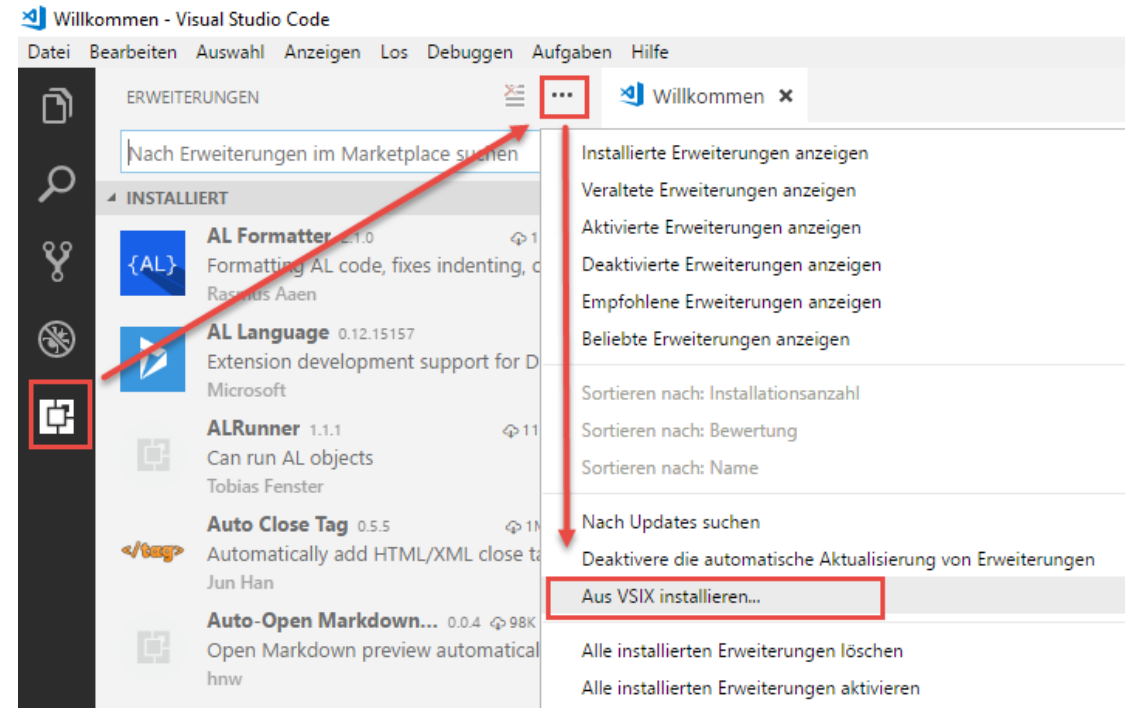 Willkommen - Visual Studio Code
Datei Bearbeiten Auswahl Anzeigen Los Debuggen Aufgaben Hilfe
ERWEITERUNGEN
Willkommen
Nach Erweiterungen im Marketplace suchen
INSTALLIERT
AL Formatter 2.1.0
Formatting AL code, fixes indenting,
Rasmus Aaen
{AL}
AL Language 0.12.15157
Extension development support for D
Microsoft
ALRunner 1.1.1 11
Can run AL objects
Tobias Fenster
Auto Close Tag 0.5.5 1M
Automatically add HTML/XML close ta
Jun Han
</tag>
Auto-Open Markdown... 0.0.4 98K
Open Markdown preview automatical
hnw
Installierte Erweiterungen anzeigen
Veraltete Erweiterungen anzeigen
Aktivierte Erweiterungen anzeigen
Deaktivierte Erweiterungen anzeigen
Empfohlene Erweiterungen anzeigen
Beliebte Erweiterungen anzeigen
Sortieren nach: Installationsanzahl
Sortieren nach: Bewertung
Sortieren nach: Name
Nach Updates suchen
Deaktivere die automatische Aktualisierung von Erweiterungen
Aus VSIX installieren...
Alle installierten Erweiterungen löschen
Alle installierten Erweiterungen aktivieren